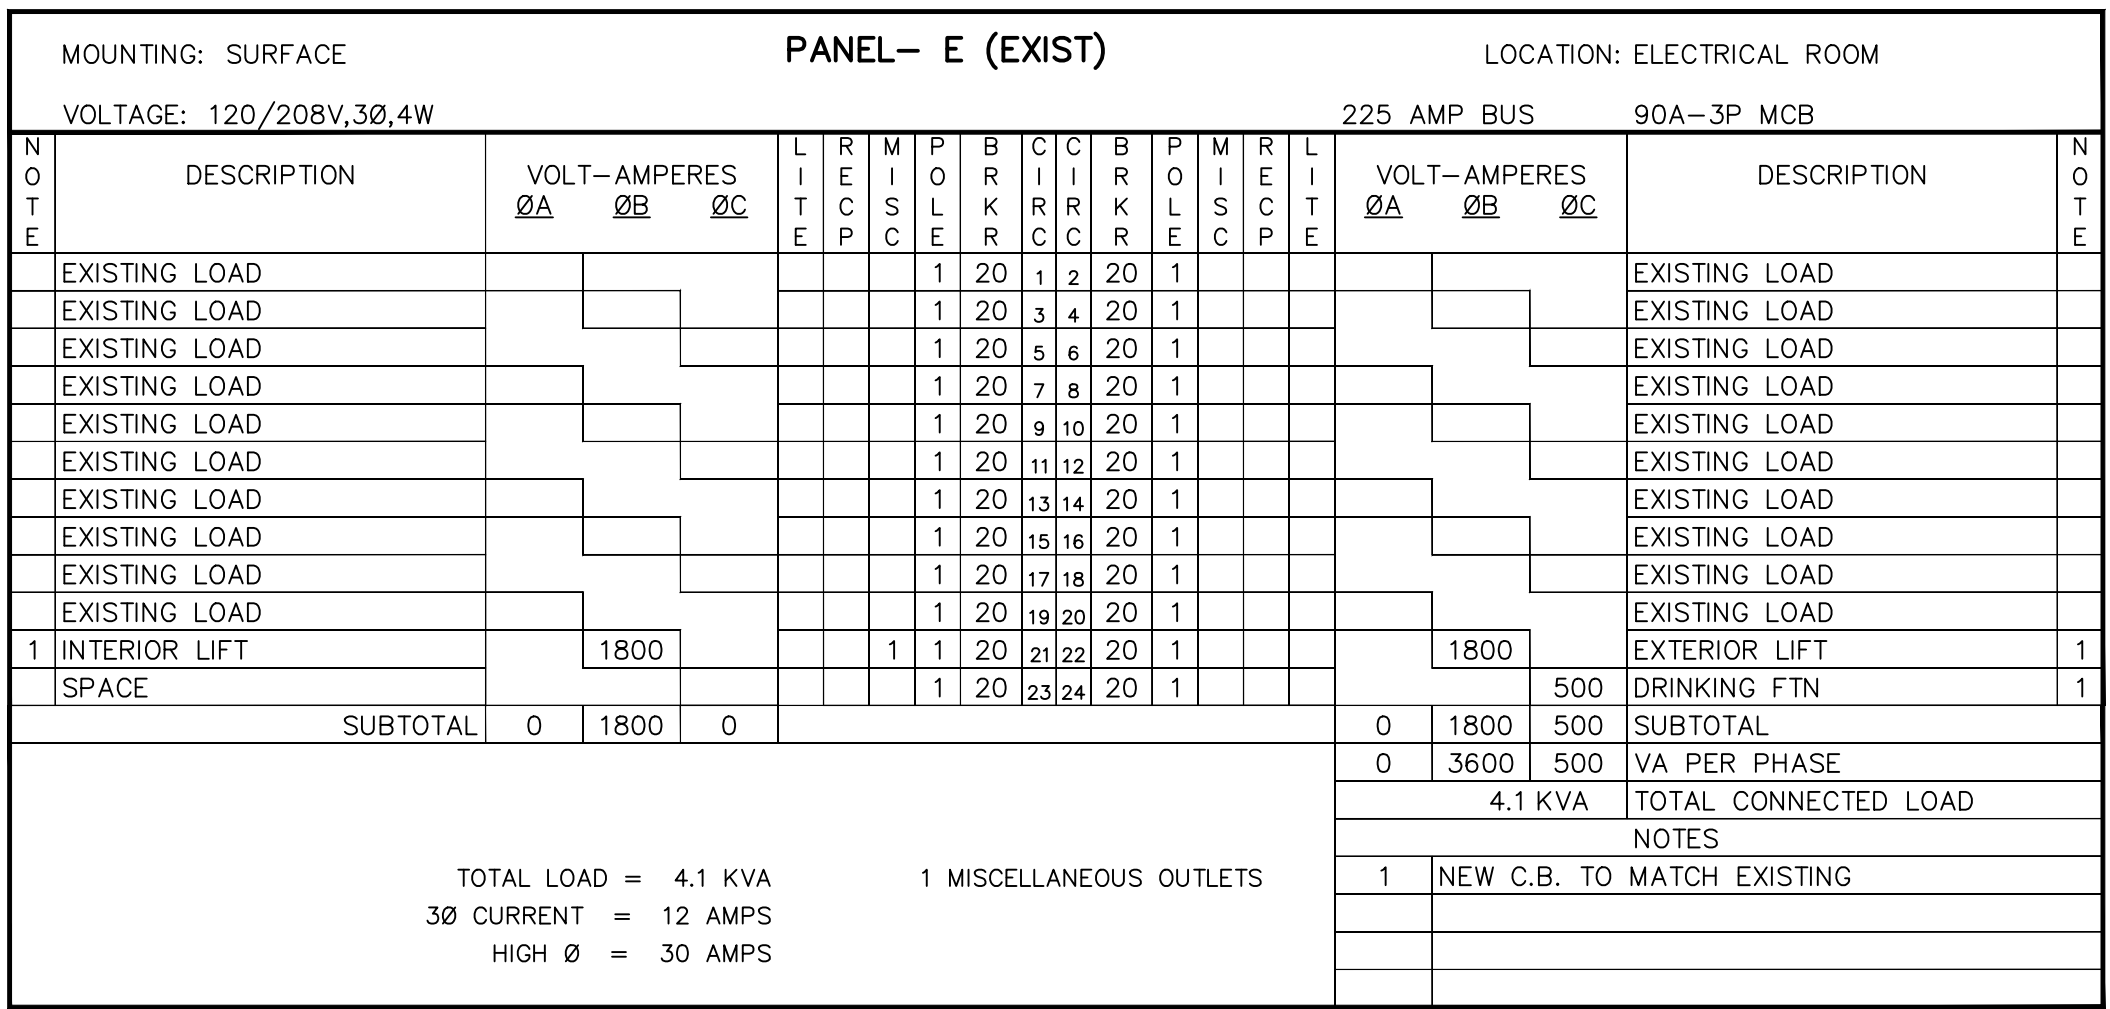 PANEL– E (EXIST)
MOUNTING: SURFACE LOCATION: ELECTRICAL ROOM
VOLTAGE: 120/208V,3Ø,4W 225 AMP BUS 90A–3P MCB
NOTE DESCRIPTION VOLT–AMPERES ØA ØB ØC LITE RECP MISC POLE BRKR CIRC CIRC BRKR POLE MISC RECP LITE VOLT–AMPERES ØA ØB ØC DESCRIPTION NOTE
EXISTING LOAD 1 20 1 2 20 1 EXISTING LOAD
EXISTING LOAD 1 20 3 4 20 1 EXISTING LOAD
EXISTING LOAD 1 20 5 6 20 1 EXISTING LOAD
EXISTING LOAD 1 20 7 8 20 1 EXISTING LOAD
EXISTING LOAD 1 20 9 10 20 1 EXISTING LOAD
EXISTING LOAD 1 20 11 12 20 1 EXISTING LOAD
EXISTING LOAD 1 20 13 14 20 1 EXISTING LOAD
EXISTING LOAD 1 20 15 16 20 1 EXISTING LOAD
EXISTING LOAD 1 20 17 18 20 1 EXISTING LOAD
EXISTING LOAD 1 20 19 20 20 1 EXISTING LOAD
1 INTERIOR LIFT 1800 1 1 20 21 22 20 1 1800 EXTERIOR LIFT 1
SPACE 1 20 23 24 20 1 500 DRINKING FTN 1
SUBTOTAL 0 1800 0 0 1800 500 SUBTOTAL
0 3600 500 VA PER PHASE
4.1 KVA TOTAL CONNECTED LOAD
NOTES
TOTAL LOAD = 4.1 KVA 1 MISCELLANEOUS OUTLETS 1 NEW C.B. TO MATCH EXISTING
3Ø CURRENT = 12 AMPS
HIGH Ø = 30 AMPS